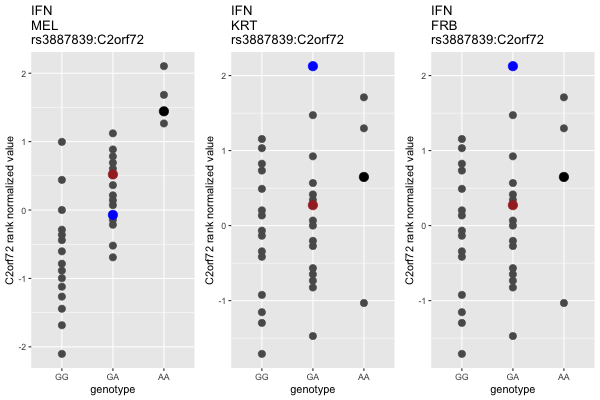 IFN
MEL
rs3887839:C2orf72
C2orf72 rank normalized value
2
1
0
-1
-2
GG GA AA
genotype
IFN
KRT
rs3887839:C2orf72
C2orf72 rank normalized value
2
1
0
-1
GG GA AA
genotype
IFN
FRB
rs3887839:C2orf72
C2orf72 rank normalized value
2
1
0
-1
GG GA AA
genotype